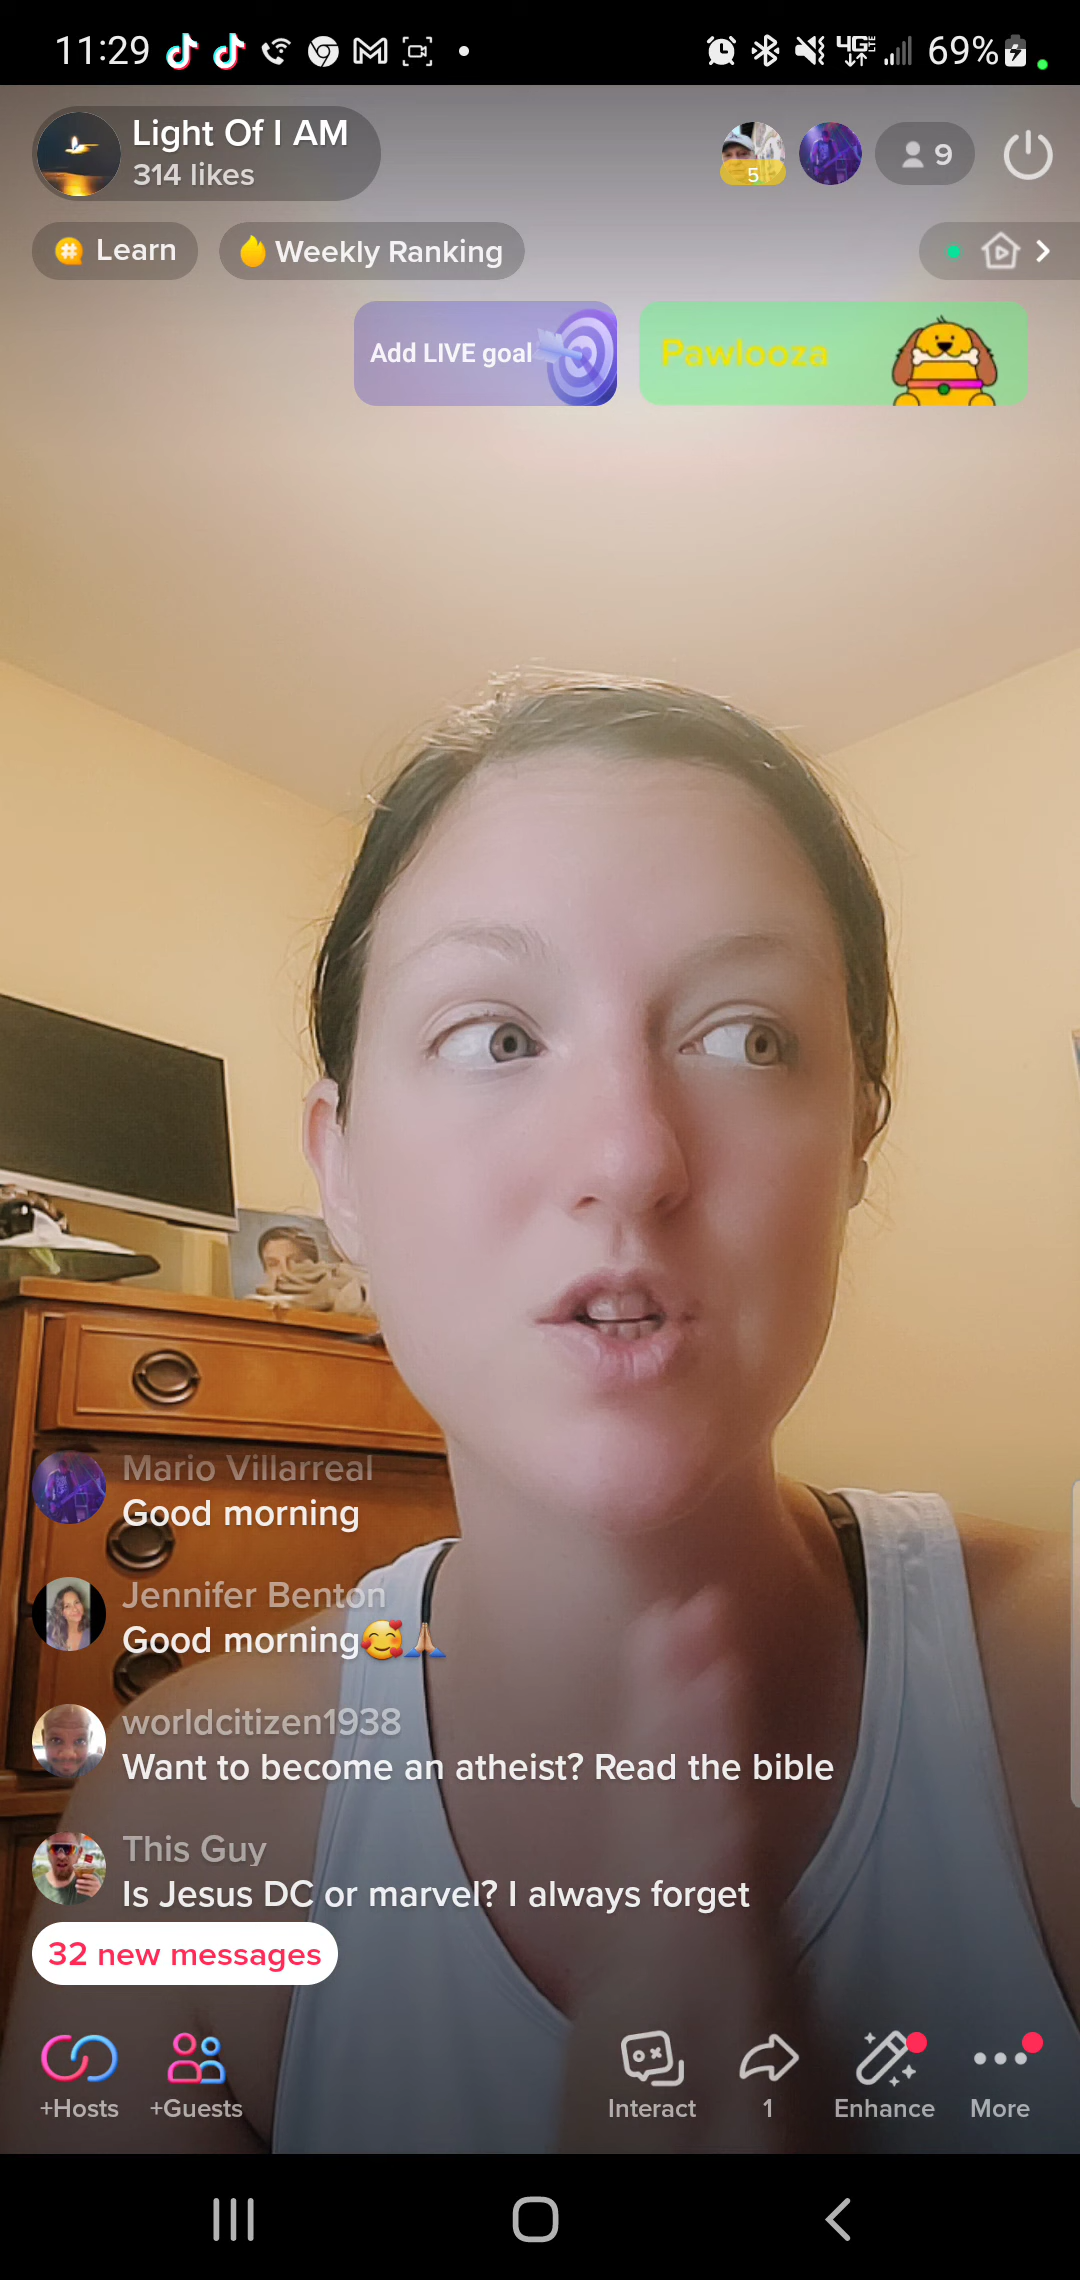 11:29
4G LTE 69%
Light Of I AM
314 likes
5
9
Learn
Weekly Ranking
Add LIVE goal
Pawlooza
Mario Villarreal
Good morning
Jennifer Benton
Good morning🥰🙏🏽
worldcitizen1938
Want to become an atheist? Read the bible
This Guy
Is Jesus DC or marvel? I always forget
32 new messages
+Hosts
+Guests
Interact
1
Enhance
More